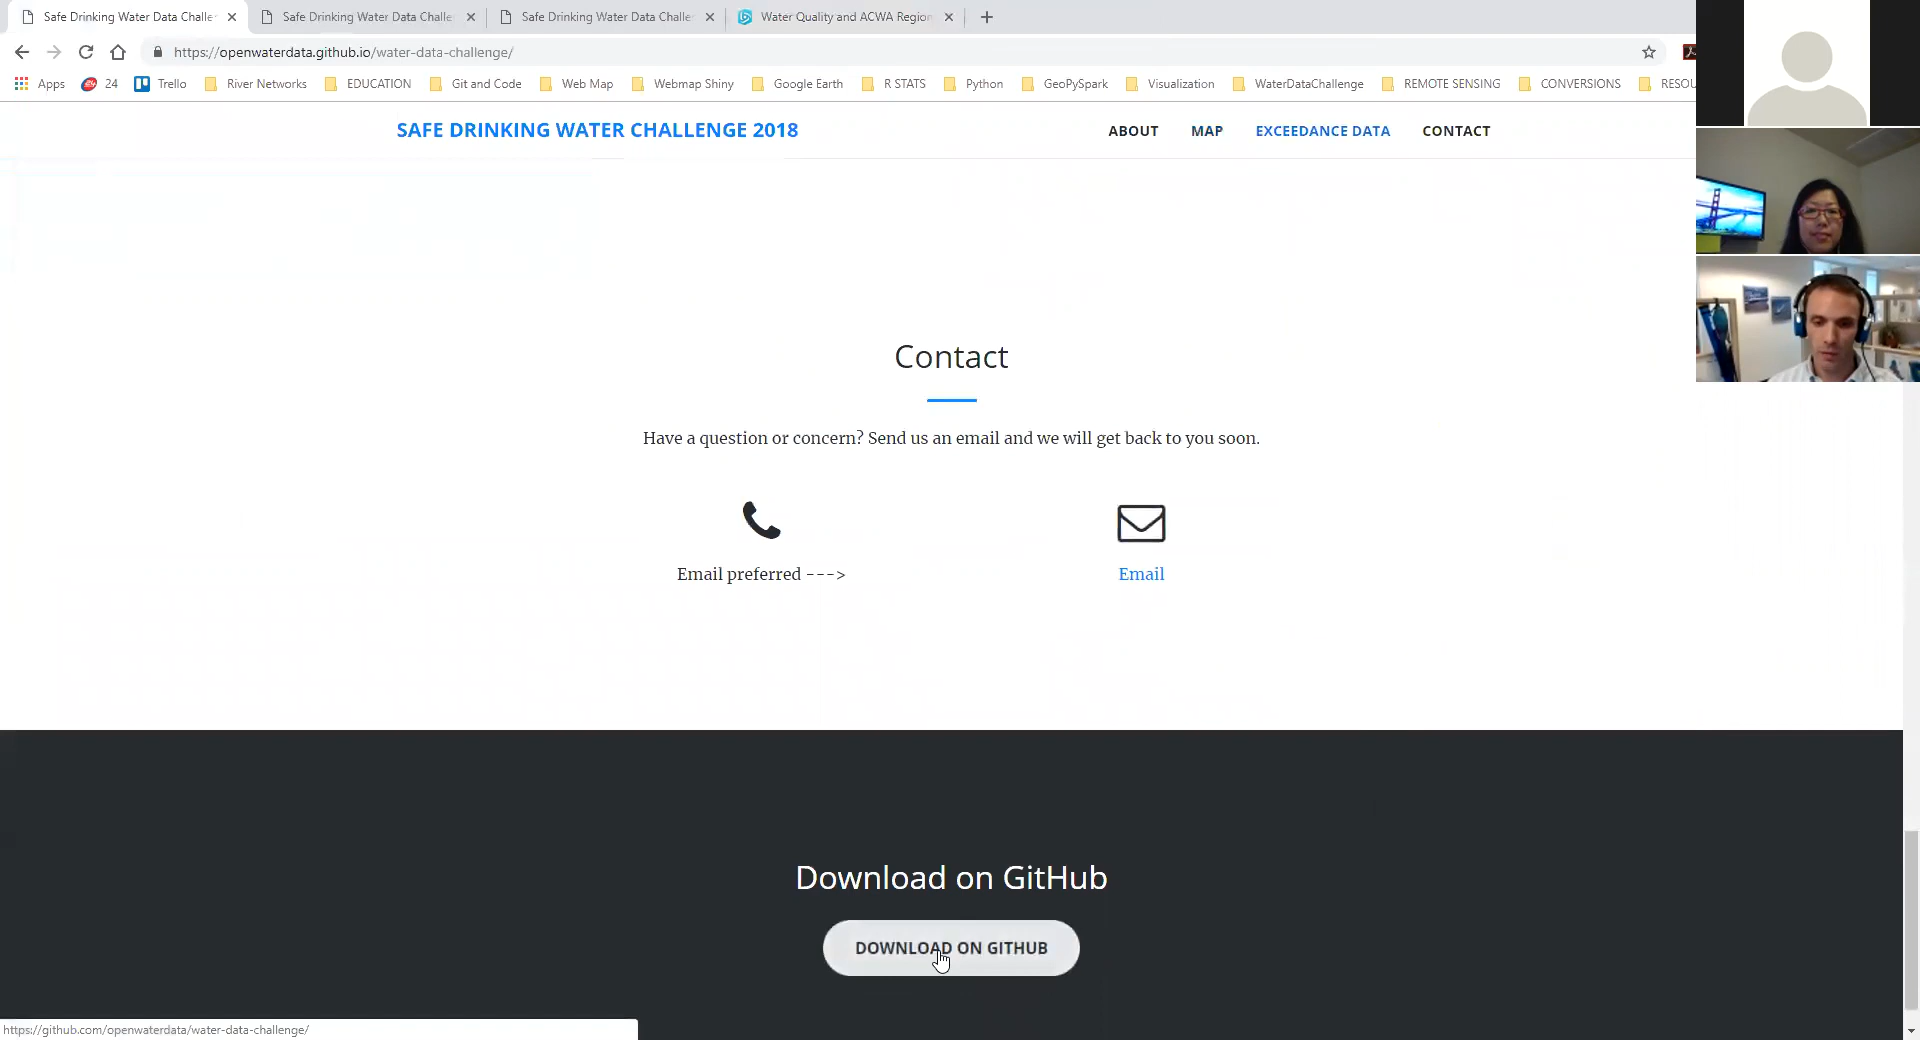 Safe Drinking Water Data Challe
Safe Drinking Water Data Challe
Safe Drinking Water Data Challe
Water Quality and ACWA Region
https://openwaterdata.github.io/water-data-challenge/
Apps
24
Trello
River Networks
EDUCATION
Git and Code
Web Map
Webmap Shiny
Google Earth
R STATS
Python
GeoPySpark
Visualization
WaterDataChallenge
REMOTE SENSING
CONVERSIONS
RESOU
SAFE DRINKING WATER CHALLENGE 2018
ABOUT
MAP
EXCEEDANCE DATA
CONTACT
Contact
Have a question or concern? Send us an email and we will get back to you soon.
Email preferred --->
Email
Download on GitHub
DOWNLOAD ON GITHUB
https://github.com/openwaterdata/water-data-challenge/